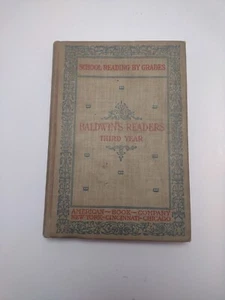 SCHOOL READING BY GRADES
BALDWIN'S READERS
THIRD YEAR
AMERICAN BOOK COMPANY
NEW YORK CINCINNATI CHICAGO